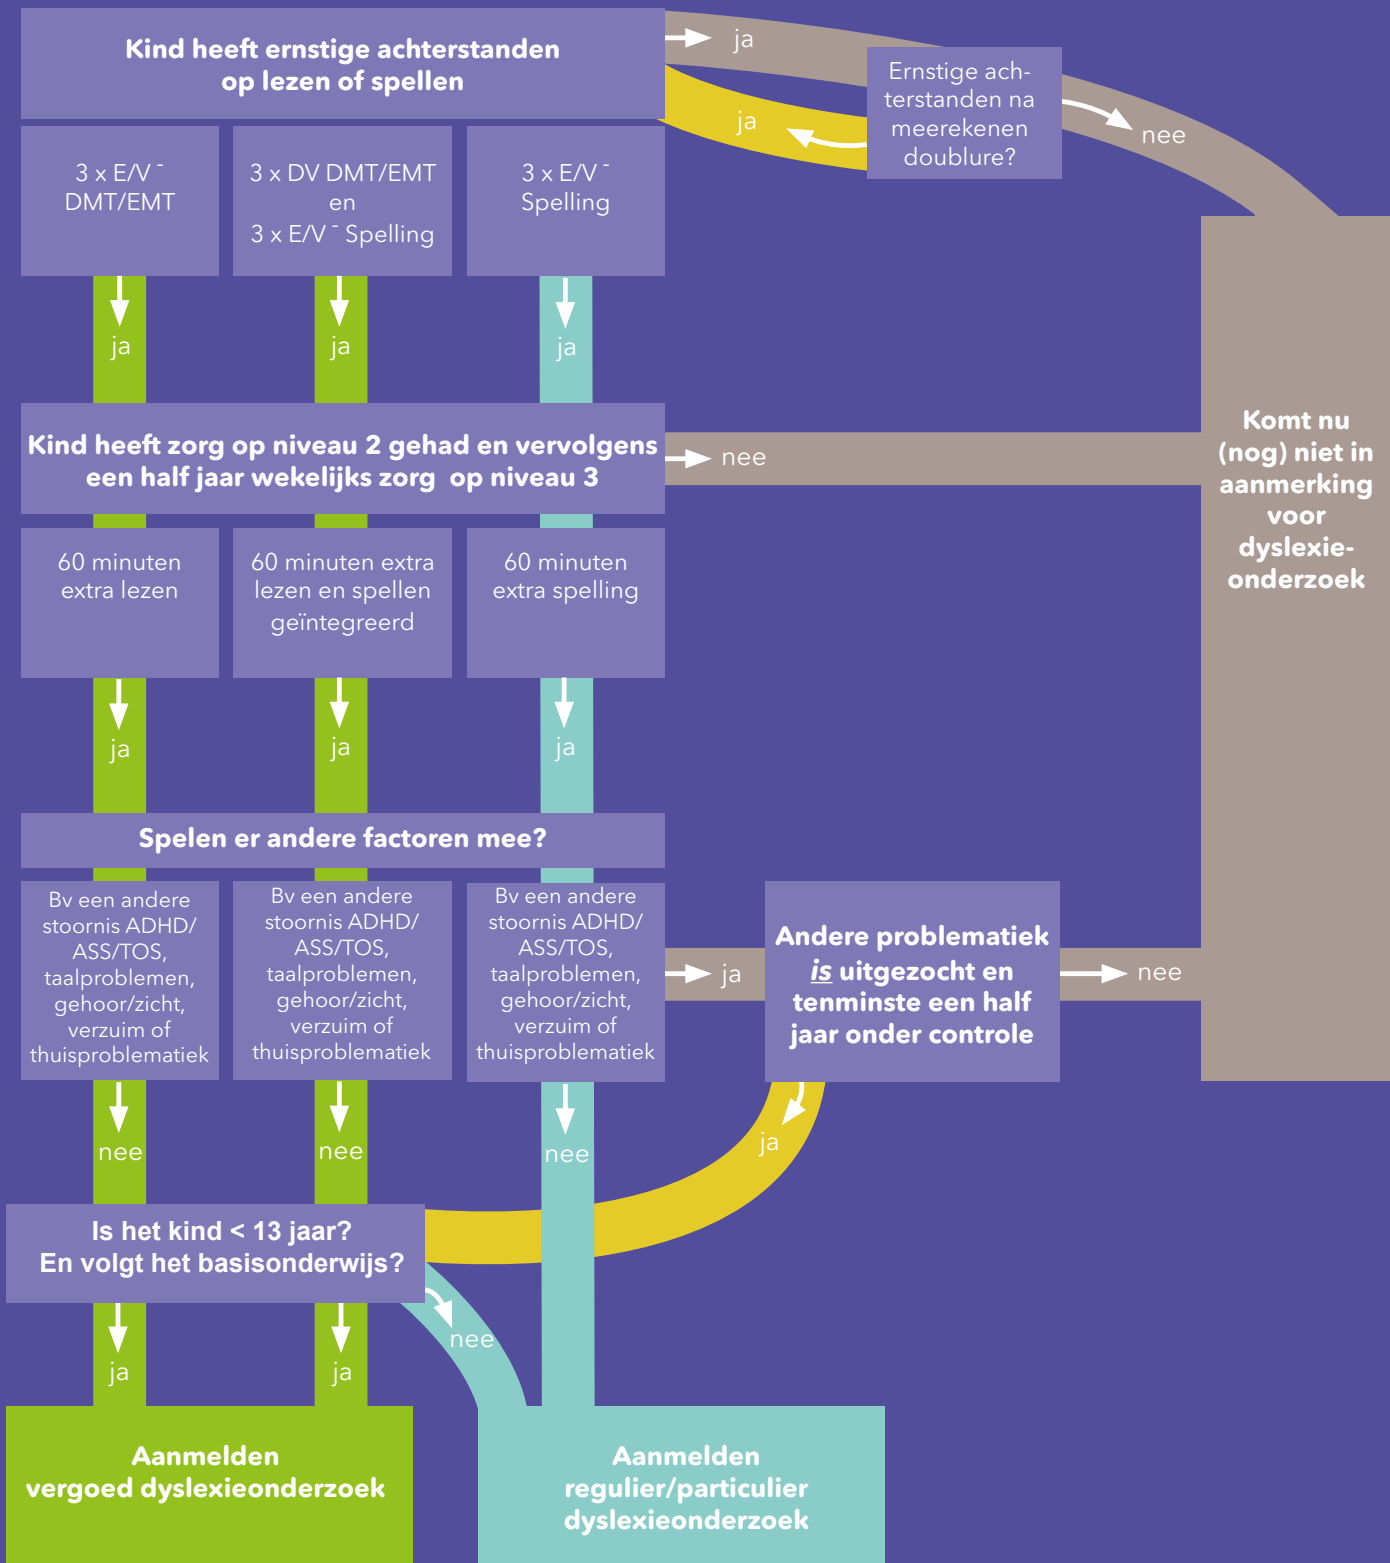 Kind heeft ernstige achterstanden
op lezen of spellen
ja
Ernstige ach-
terstanden na
meerekenen
doublure?
ja
nee
3 x E/V -
DMT/EMT
3 x DV DMT/EMT
en
3 x E/V - Spelling
3 x E/V -
Spelling
ja
ja
ja
Kind heeft zorg op niveau 2 gehad en vervolgens
een half jaar wekelijks zorg op niveau 3
nee
Komt nu
(nog) niet in
aanmerking
voor
dyslexie-
onderzoek
60 minuten
extra lezen
60 minuten extra
lezen en spellen
geïntegreerd
60 minuten
extra spelling
ja
ja
ja
Spelen er andere factoren mee?
Bv een andere
stoornis ADHD/
ASS/TOS,
taalproblemen,
gehoor/zicht,
verzuim of
thuisproblematiek
Bv een andere
stoornis ADHD/
ASS/TOS,
taalproblemen,
gehoor/zicht,
verzuim of
thuisproblematiek
Bv een andere
stoornis ADHD/
ASS/TOS,
taalproblemen,
gehoor/zicht,
verzuim of
thuisproblematiek
ja
Andere problematiek
is uitgezocht en
tenminste een half
jaar onder controle
nee
nee
nee
nee
ja
Is het kind < 13 jaar?
En volgt het basisonderwijs?
nee
ja
ja
Aanmelden
vergoed dyslexieonderzoek
Aanmelden
regulier/particulier
dyslexieonderzoek